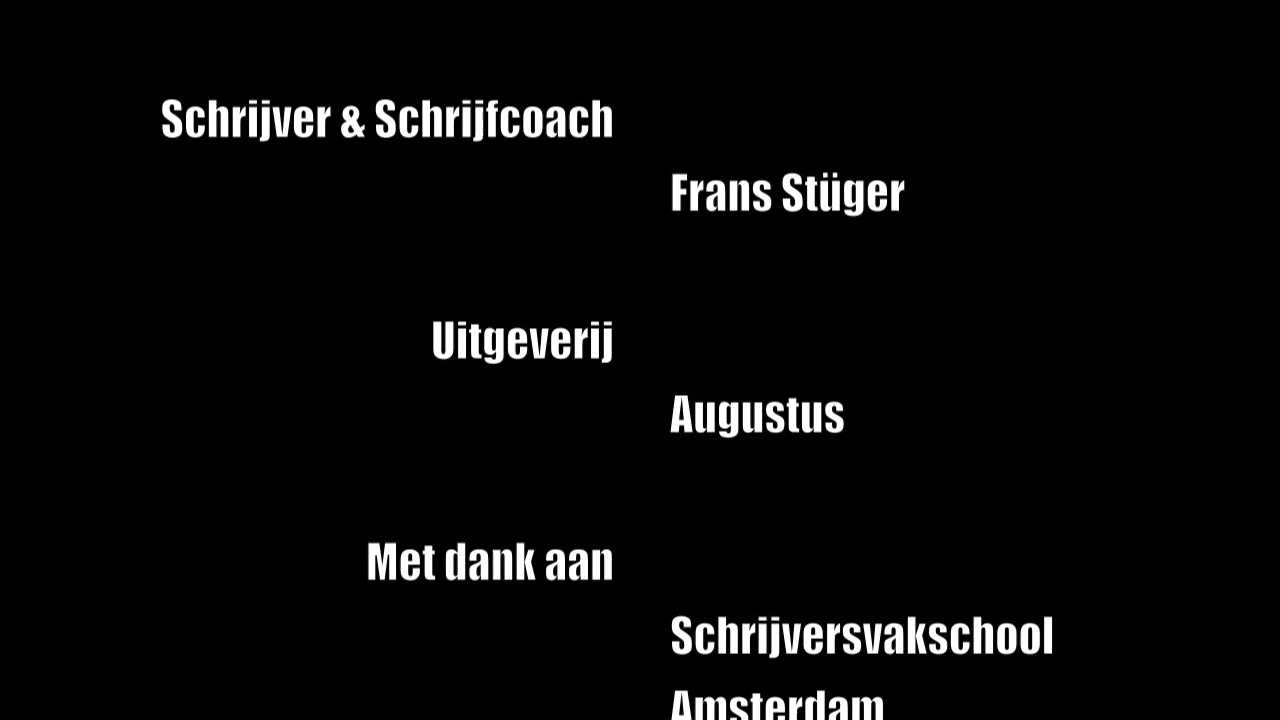 Schrijver & Schrijfcoach
Frans Stüger
Uitgeverij
Augustus
Met dank aan
Schrijversvakschool
Amsterdam